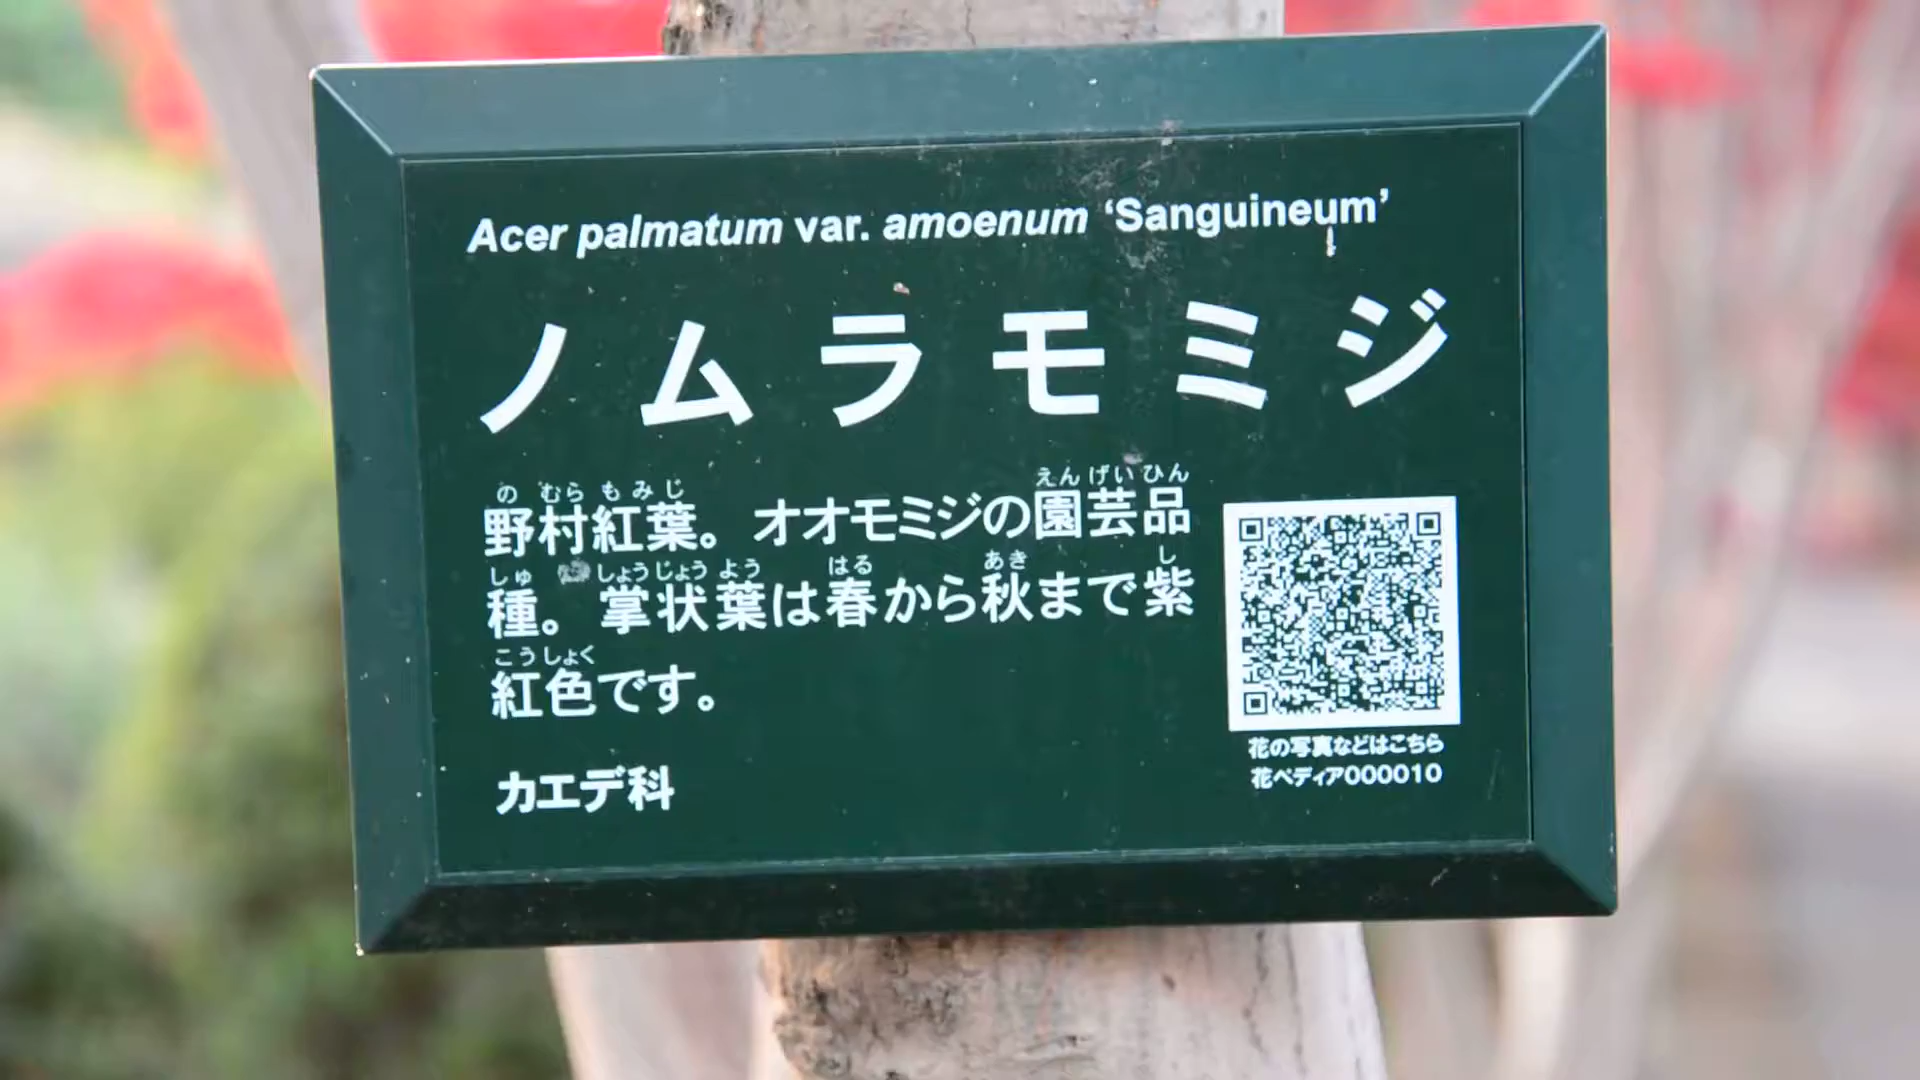 Acer palmatum var. amoenum ‘Sanguineum’
ノムラモミジ
の むら も み じ えん げい ひん
野村紅葉。オオモミジの園芸品
しゅ しょう じょう よう はる あき し
種。掌状葉は春から秋まで紫
こう しょく
紅色です。
カエデ科
花の写真などはこちら
花ペディア000010